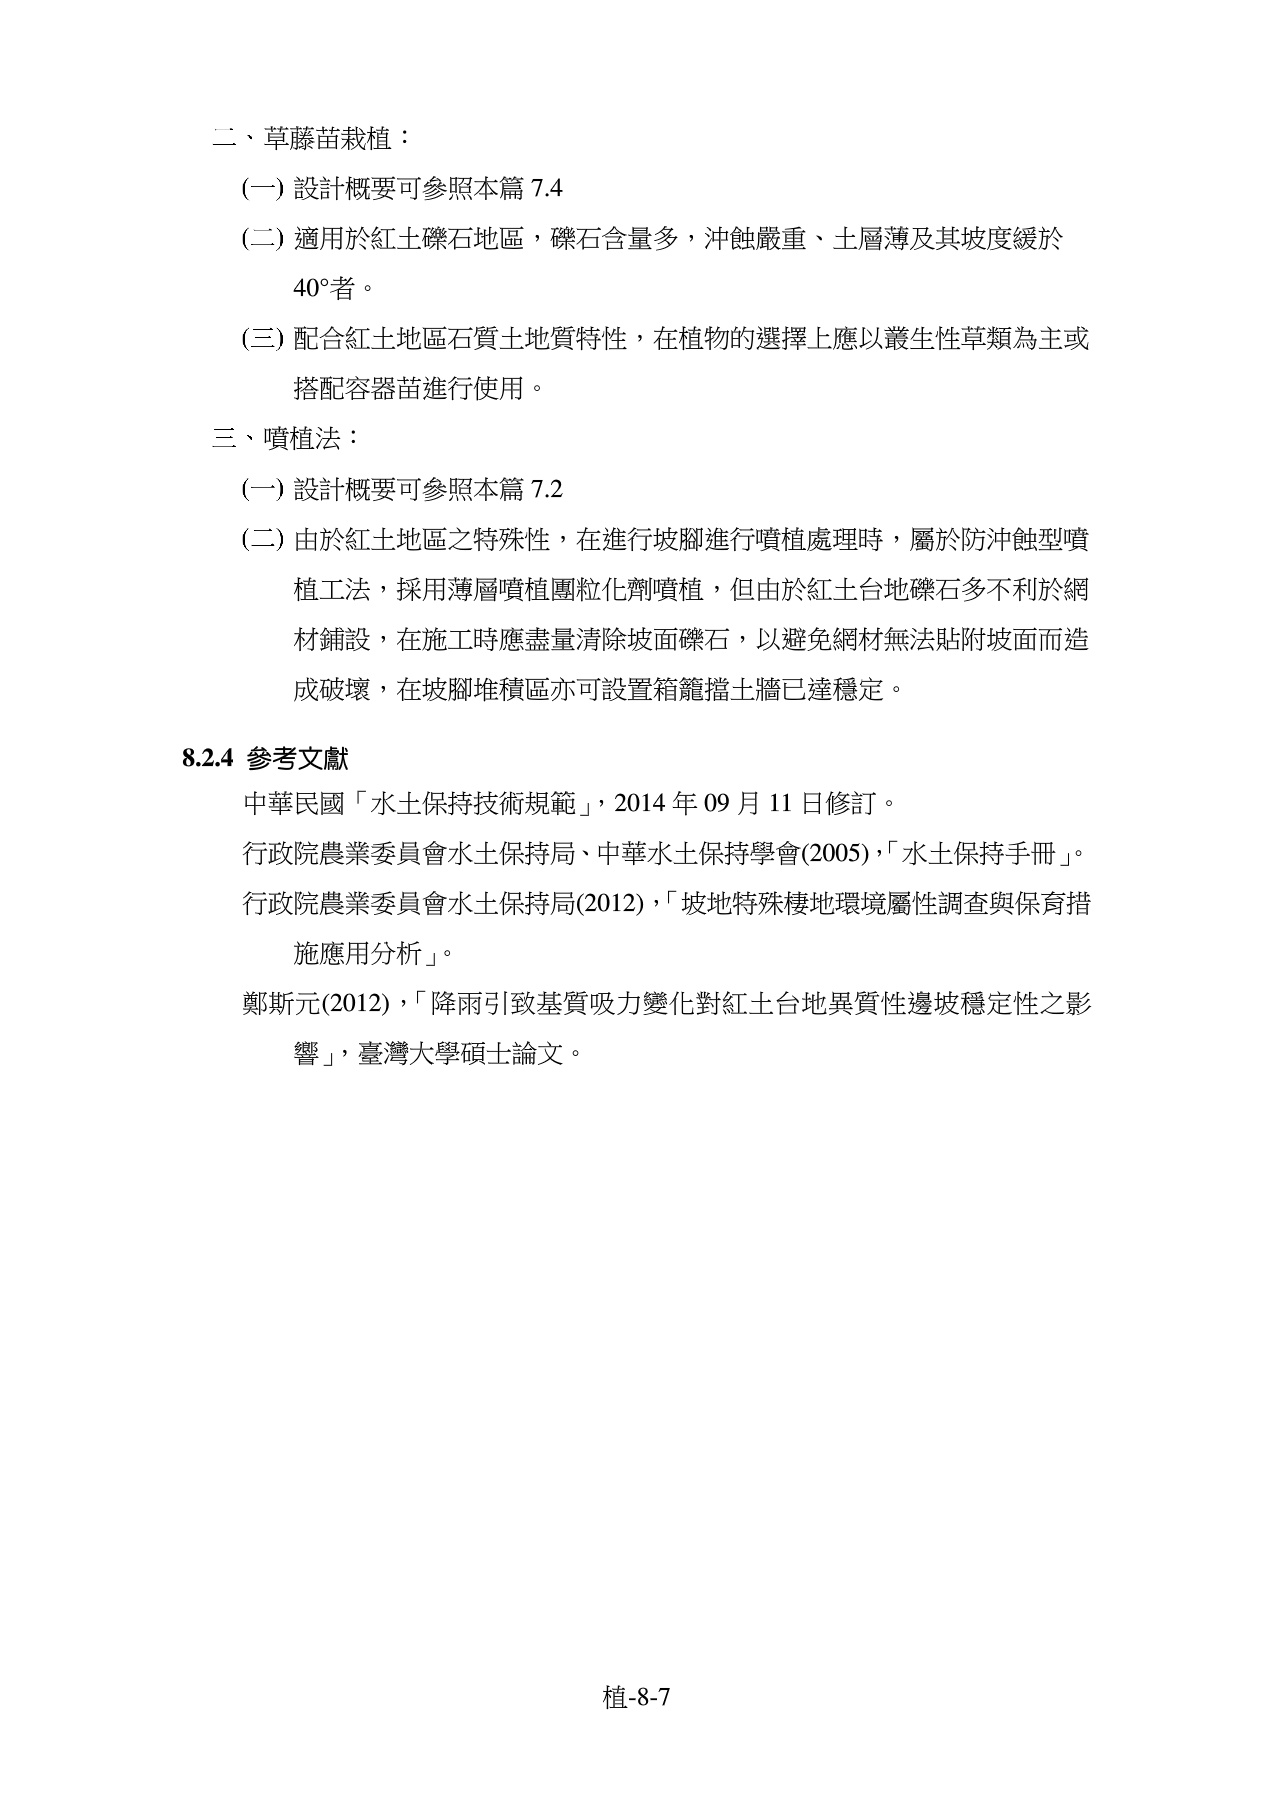 二、草藤苗栽植：
(一) 設計概要可參照本篇 7.4
(二) 適用於紅土礫石地區，礫石含量多，沖蝕嚴重、土層薄及其坡度緩於
40°者。
(三) 配合紅土地區石質土地質特性，在植物的選擇上應以叢生性草類為主或
搭配容器苗進行使用。
三、噴植法：
(一) 設計概要可參照本篇 7.2
(二) 由於紅土地區之特殊性，在進行坡腳進行噴植處理時，屬於防沖蝕型噴
植工法，採用薄層噴植團粒化劑噴植，但由於紅土台地礫石多不利於網
材鋪設，在施工時應盡量清除坡面礫石，以避免網材無法貼附坡面而造
成破壞，在坡腳堆積區亦可設置箱籠擋土牆已達穩定。
8.2.4 參考文獻
中華民國「水土保持技術規範」，2014 年 09 月 11 日修訂。
行政院農業委員會水土保持局、中華水土保持學會(2005)，「水土保持手冊」。
行政院農業委員會水土保持局(2012)，「坡地特殊棲地環境屬性調查與保育措
施應用分析」。
鄭斯元(2012)，「降雨引致基質吸力變化對紅土台地異質性邊坡穩定性之影
響」，臺灣大學碩士論文。
植-8-7